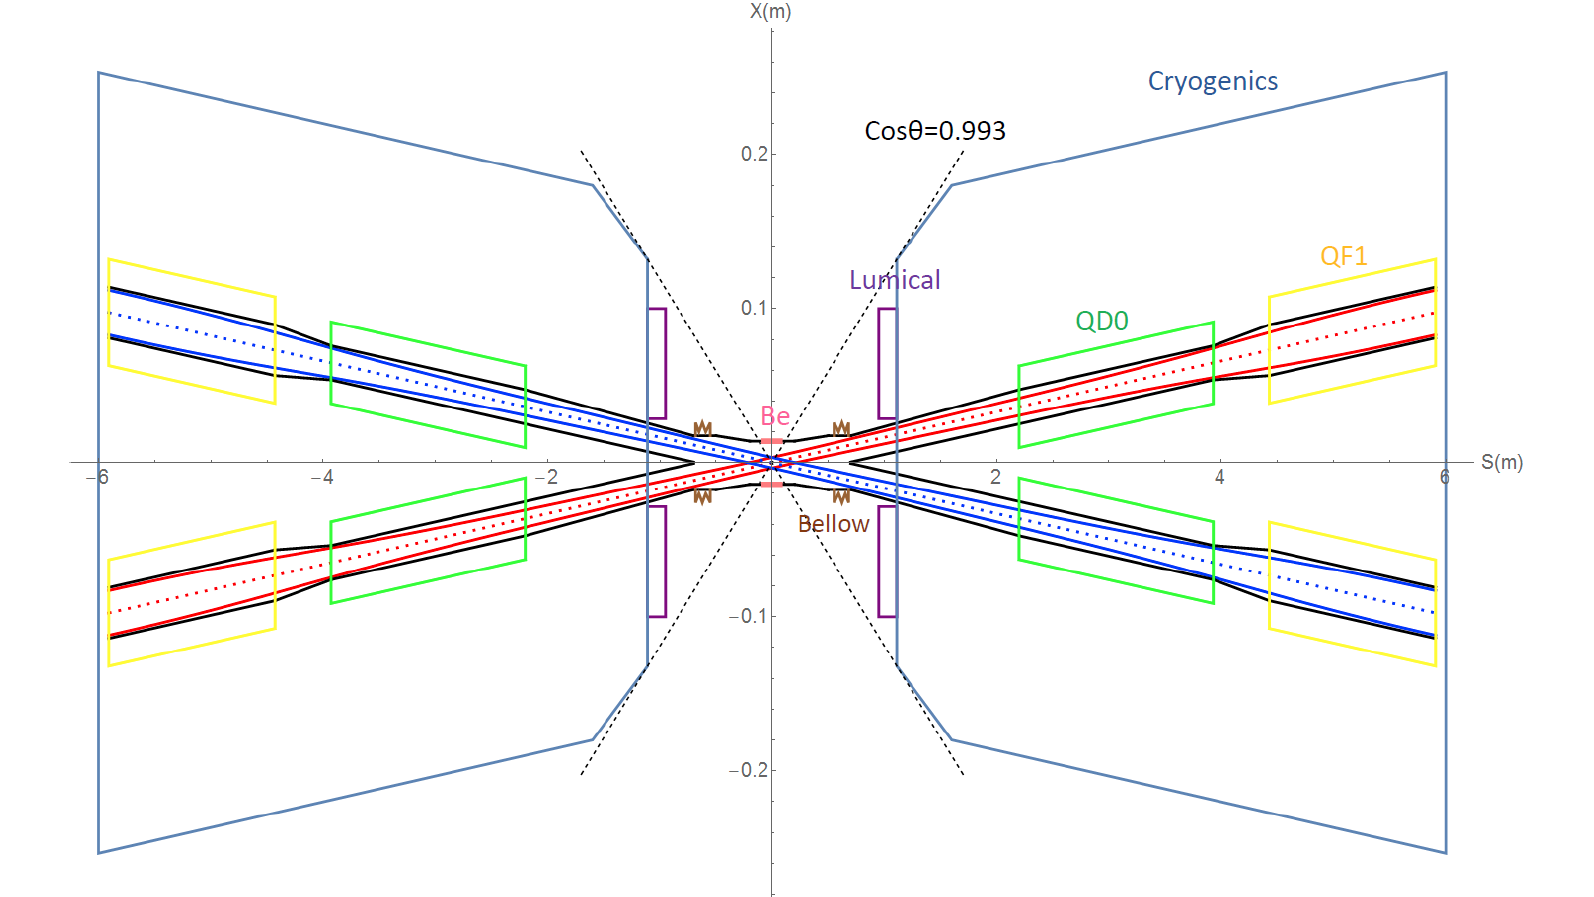 X(m)
Cryogenics
Cosθ=0.993
0.2
QF1
Lumical
0.1
QD0
Be
−6
−4
−2
2
4
6
S(m)
Bellow
−0.1
−0.2